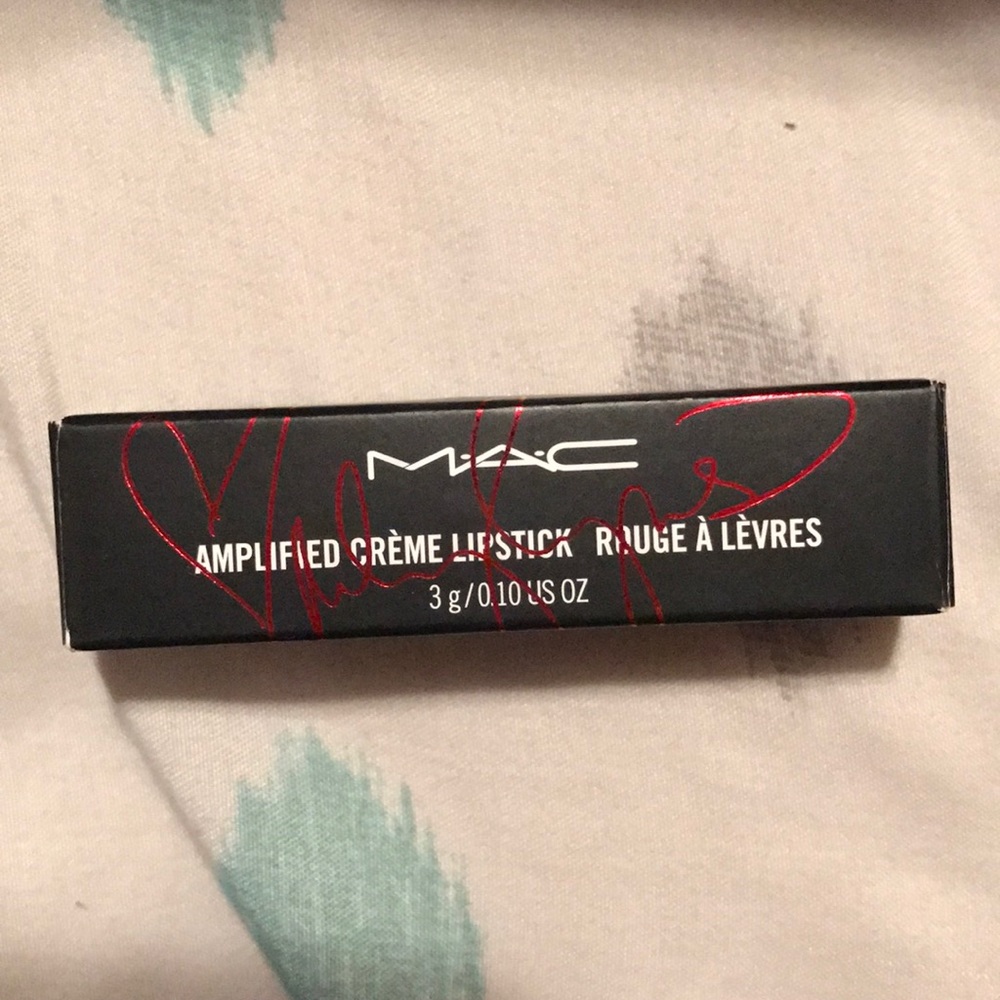 M·A·C
AMPLIFIED CRÈME LIPSTICK ROUGE À LÈVRES
3 g / 0.10 US OZ